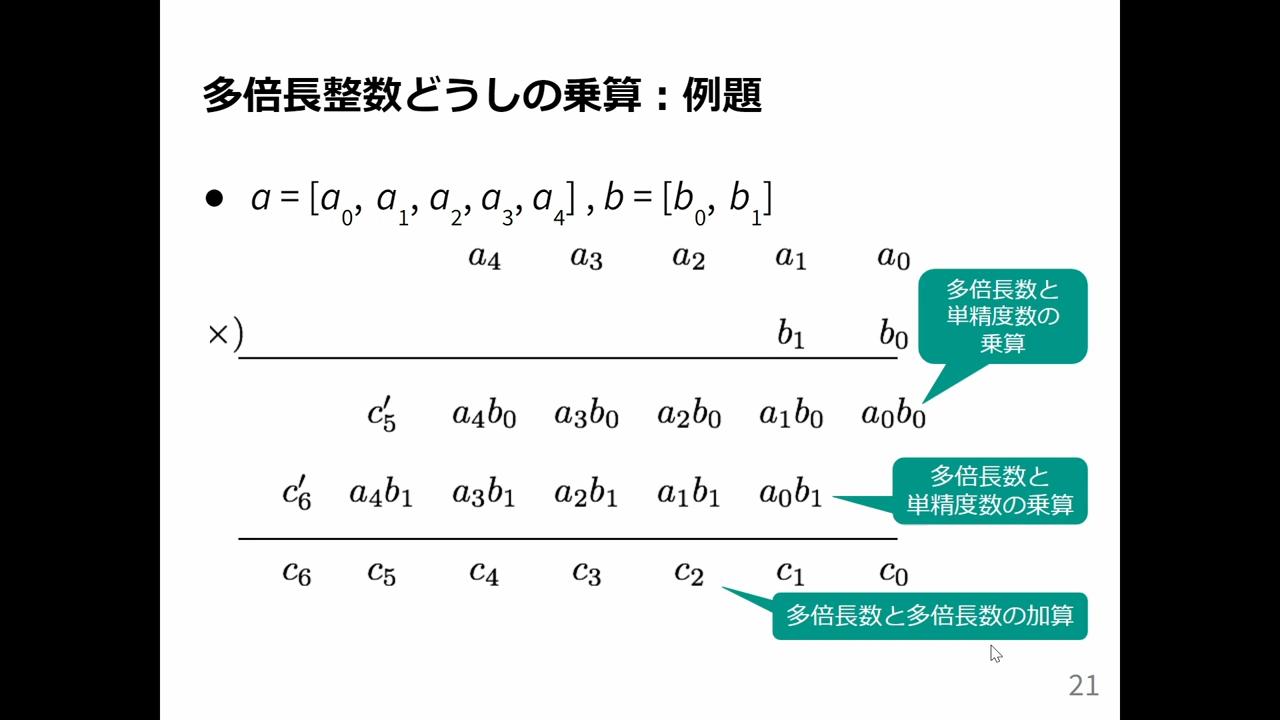 多倍長整数どうしの乗算：例題
● a = [a₀, a₁, a₂, a₃, a₄] , b = [b₀, b₁]
a₄ a₃ a₂ a₁ a₀
×) b₁ b₀
多倍長数と
単精度数の
乗算
c′₅ a₄b₀ a₃b₀ a₂b₀ a₁b₀ a₀b₀
c′₆ a₄b₁ a₃b₁ a₂b₁ a₁b₁ a₀b₁
多倍長数と
単精度数の乗算
c₆ c₅ c₄ c₃ c₂ c₁ c₀
多倍長数と多倍長数の加算
21